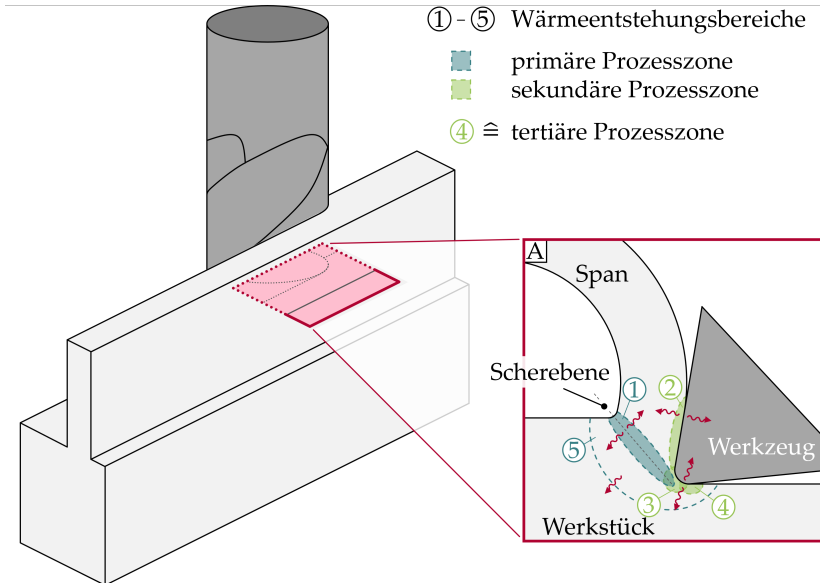 ①-⑤ Wärmeentstehungsbereiche
primäre Prozesszone
sekundäre Prozesszone
④ ≙ tertiäre Prozesszone
A
Span
Scherebene
①
②
Werkzeug
⑤
③
④
Werkstück